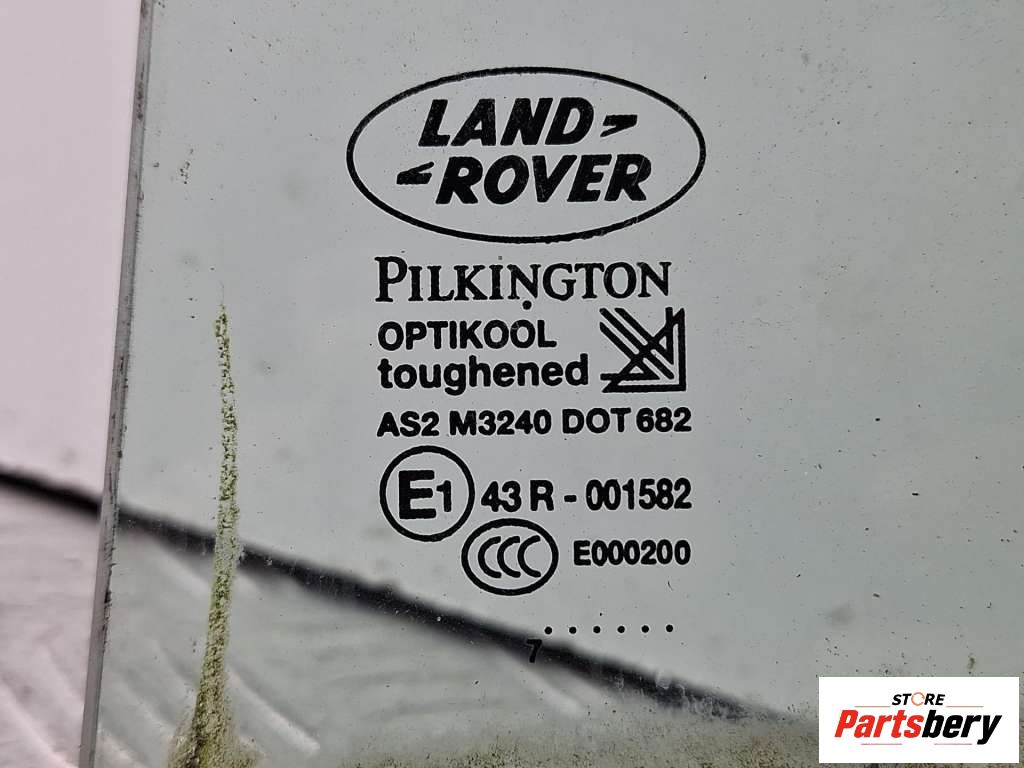 LAND
ROVER
PILKINGTON
OPTIKOOL
toughened
AS2 M3240 DOT 682
E1 43 R - 001582
CCC E000200
. . . . . .
7
STORE
Partsbery